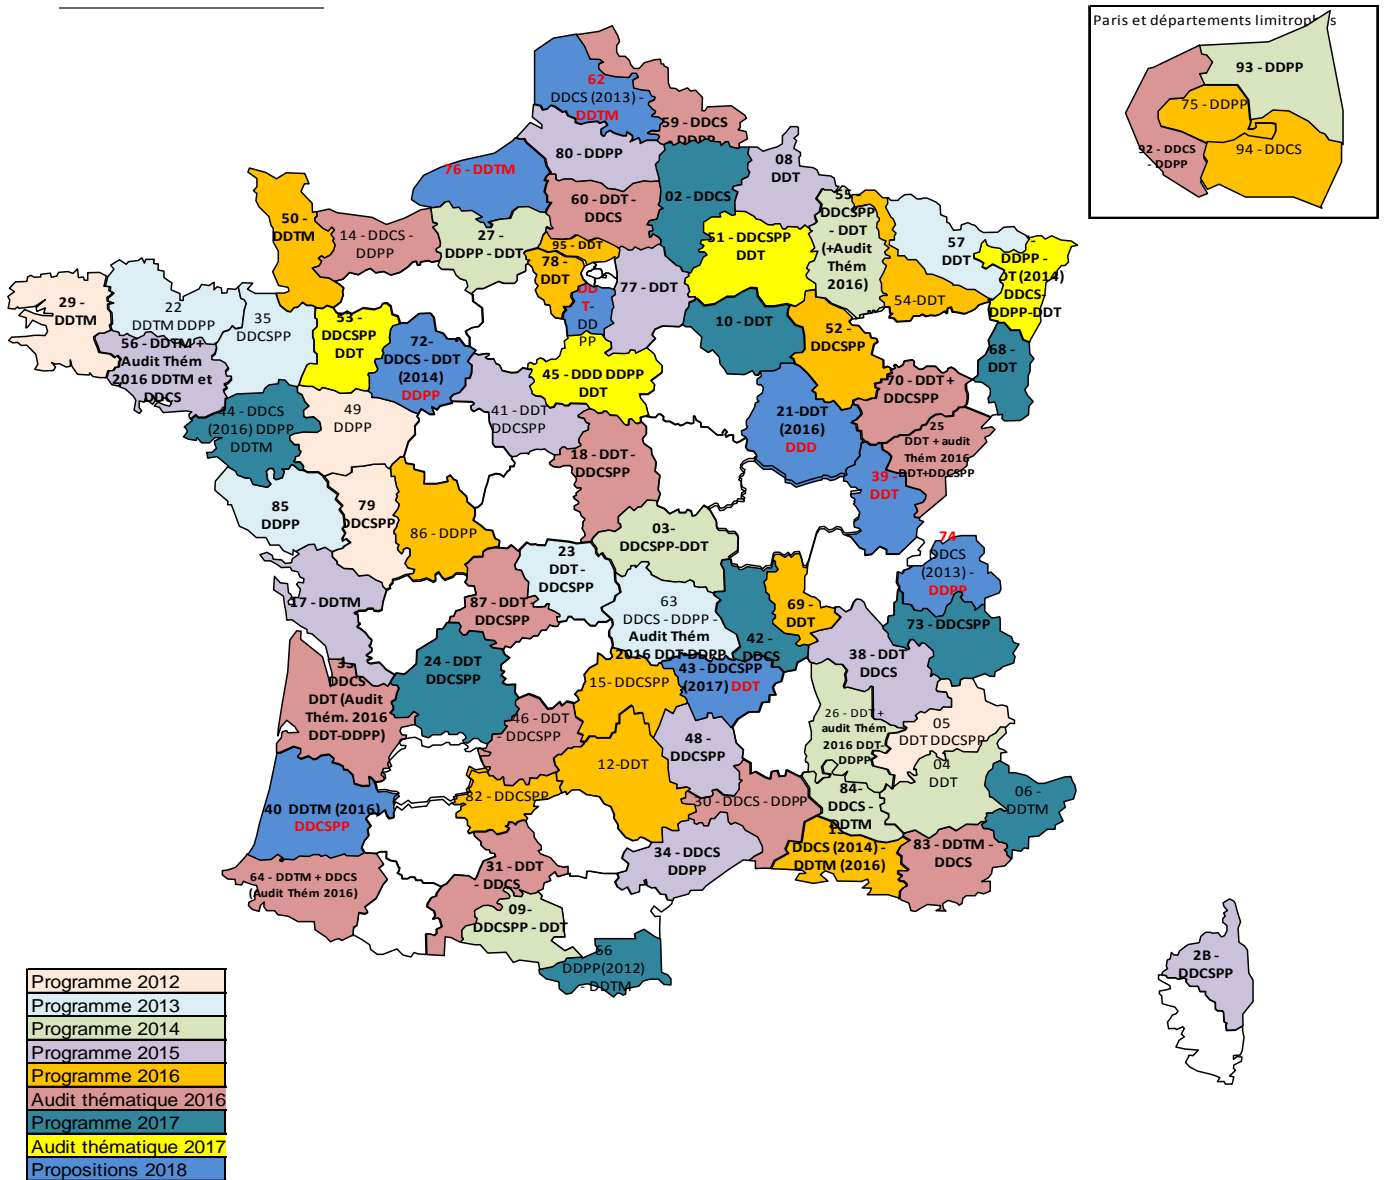 Paris et départements limitrophes
93 - DDPP
75 - DDPP
92 - DDCS
- DDPP
94 - DDCS
62
DDCS (2013) -
DDTM
59 - DDCS
DDPP
80 - DDPP
76 - DDTM
08
DDT
02 - DDCS
60 - DDT -
DDCS
55
DDCSPP
- DDT
(+Audit
Thém
2016)
50 -
DDTM
14 - DDCS -
DDPP
27 -
DDPP - DDT
95 - DDT
78 -
DDT
51 - DDCSPP
DDT
57
DDT
DDPP -
DT (2014)
DDCS-
DDPP-DDT
77 - DDT
DD
T-
DD
PP
54-DDT
29 -
DDTM
22
DDTM DDPP
35
DDCSPP
53 -
DDCSPP
DDT
10 - DDT
52 -
DDCSPP
56 - DDTM +
Audit Thém
2016 DDTM et
DDCS
72-
DDCS - DDT
(2014)
DDPP
68 -
DDT
45 - DDD DDPP
DDT
70 - DDT +
DDCSPP
44 - DDCS
(2016) DDPP
DDTM
49
DDPP
41 - DDT
DDCSPP
21-DDT
(2016)
DDD
25
DDT + audit
Thém 2016
DDT+DDCSPP
18 - DDT -
DDCSPP
39 -
DDT
85
DDPP
79
DDCSPP
86 - DDPP
03-
DDCSPP-DDT
74
DDCS
(2013) -
DDPP
23
DDT -
DDCSPP
17 - DDTM
87 - DDT -
DDCSPP
63
DDCS - DDPP -
Audit Thém
2016 DDT-DDPP
69 -
DDT
42 -
DDCS
73 - DDCSPP
38 - DDT
DDCS
24 - DDT
DDCSPP
33
DDCS
DDT (Audit
Thém. 2016
DDT-DDPP)
15 - DDCSPP
43 - DDCSPP
(2017) DDT
46 - DDT
- DDCSPP
48 -
DDCSPP
26 - DDT +
audit Thém
2016 DDT-
DDPP
05
DDT DDCSPP
12-DDT
04
DDT
06 -
DDTM
40 DDTM (2016)
DDCSPP
82 - DDCSPP
30 - DDCS - DDPP
84-
DDCS -
DDTM
13
DDCS (2014) -
DDTM (2016)
83 - DDTM -
DDCS
64 - DDTM + DDCS
(Audit Thém 2016)
31 - DDT
- DDCS
34 - DDCS
DDPP
09-
DDCSPP - DDT
66
DDPP(2012)
- DDTM
2B -
DDCSPP
Programme 2012
Programme 2013
Programme 2014
Programme 2015
Programme 2016
Audit thématique 2016
Programme 2017
Audit thématique 2017
Propositions 2018